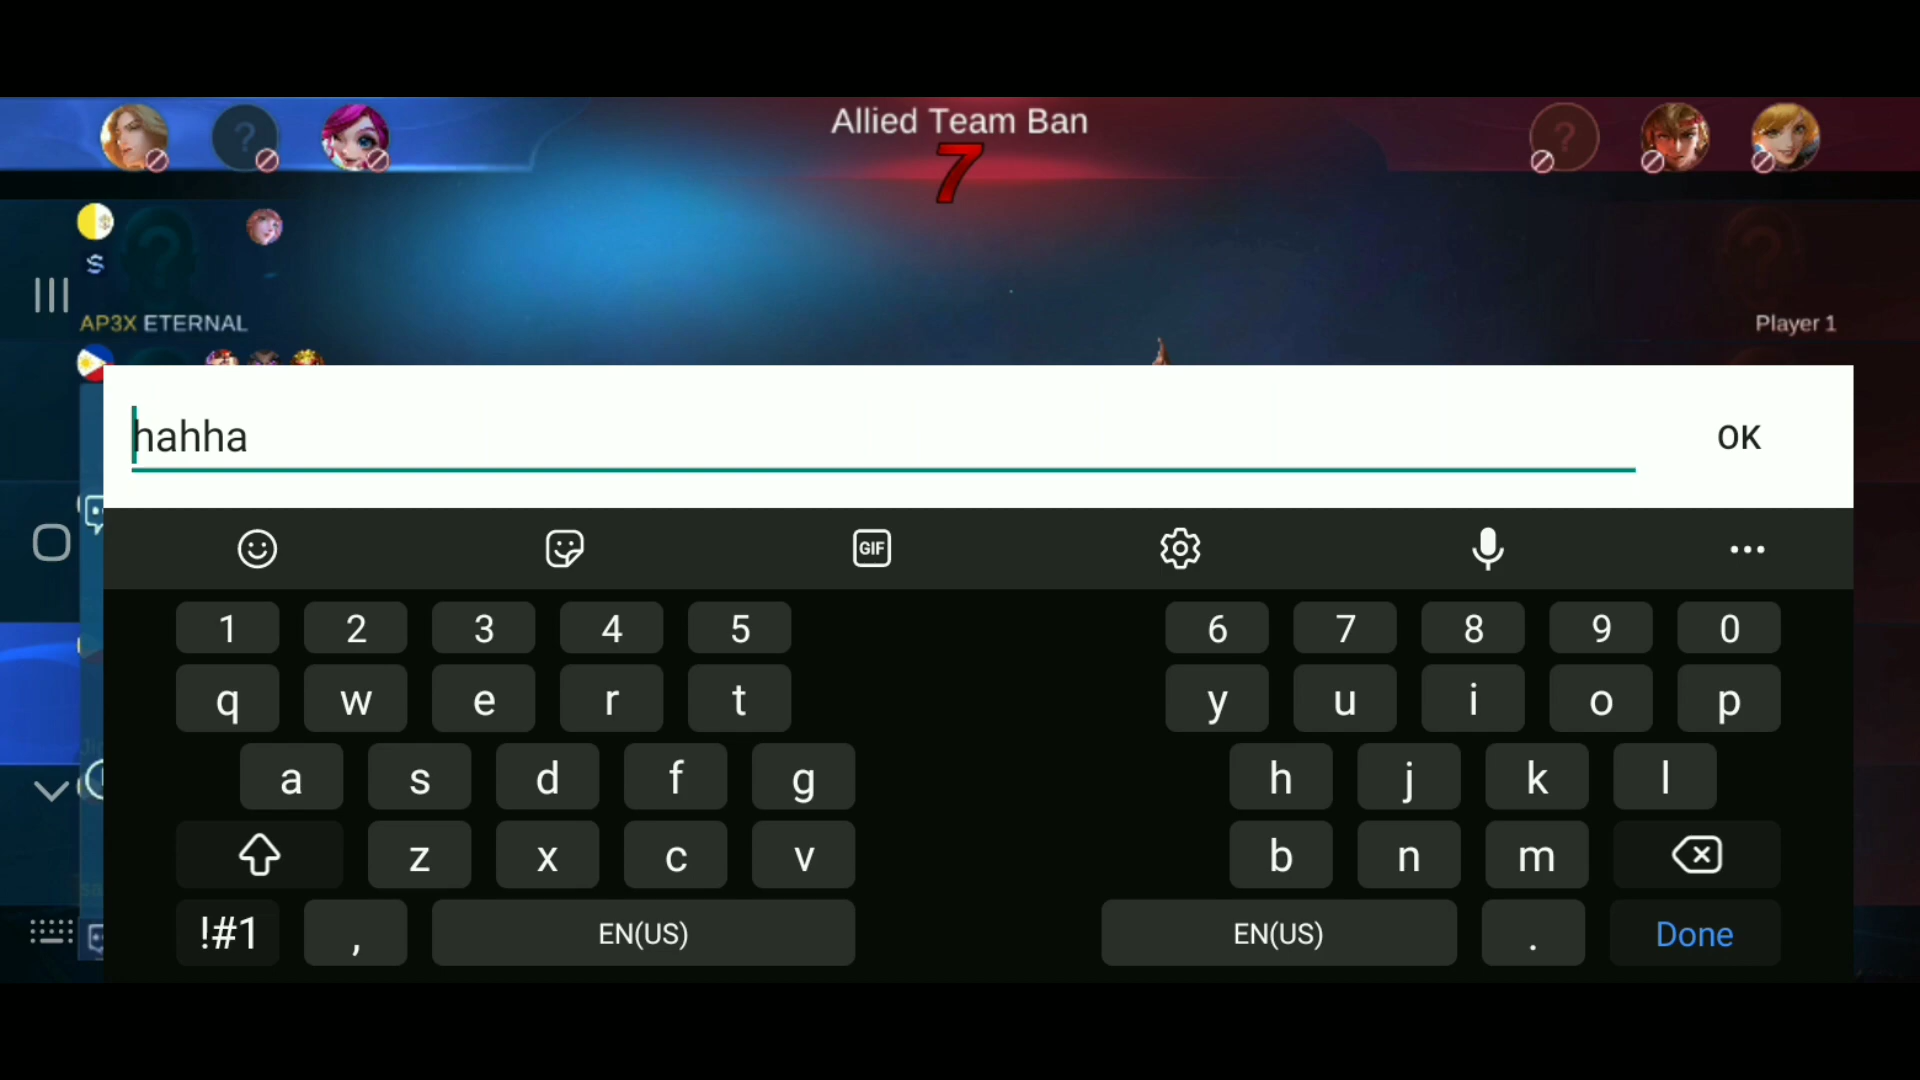 Allied Team Ban
7
AP3X ETERNAL
Player 1
hahha
OK
GIF
1 2 3 4 5 6 7 8 9 0
q w e r t y u i o p
a s d f g h j k l
z x c v b n m
!#1 , EN(US) EN(US) . Done